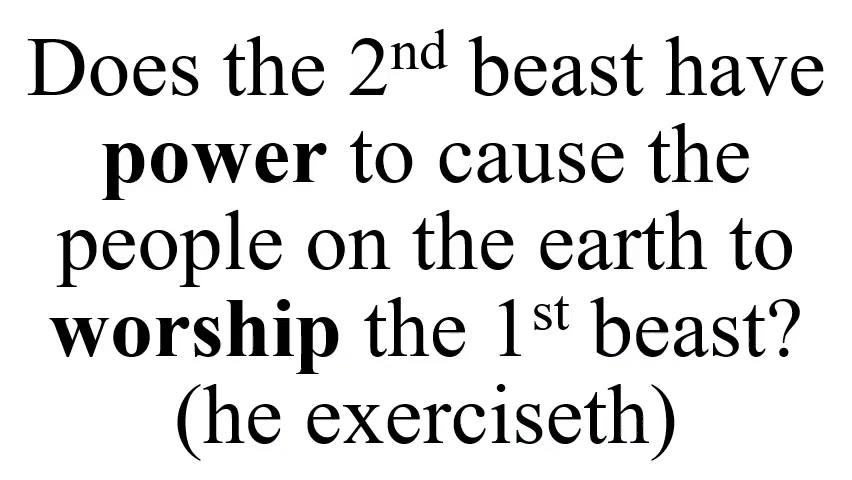 Does the 2nd beast have
power to cause the
people on the earth to
worship the 1st beast?
(he exerciseth)